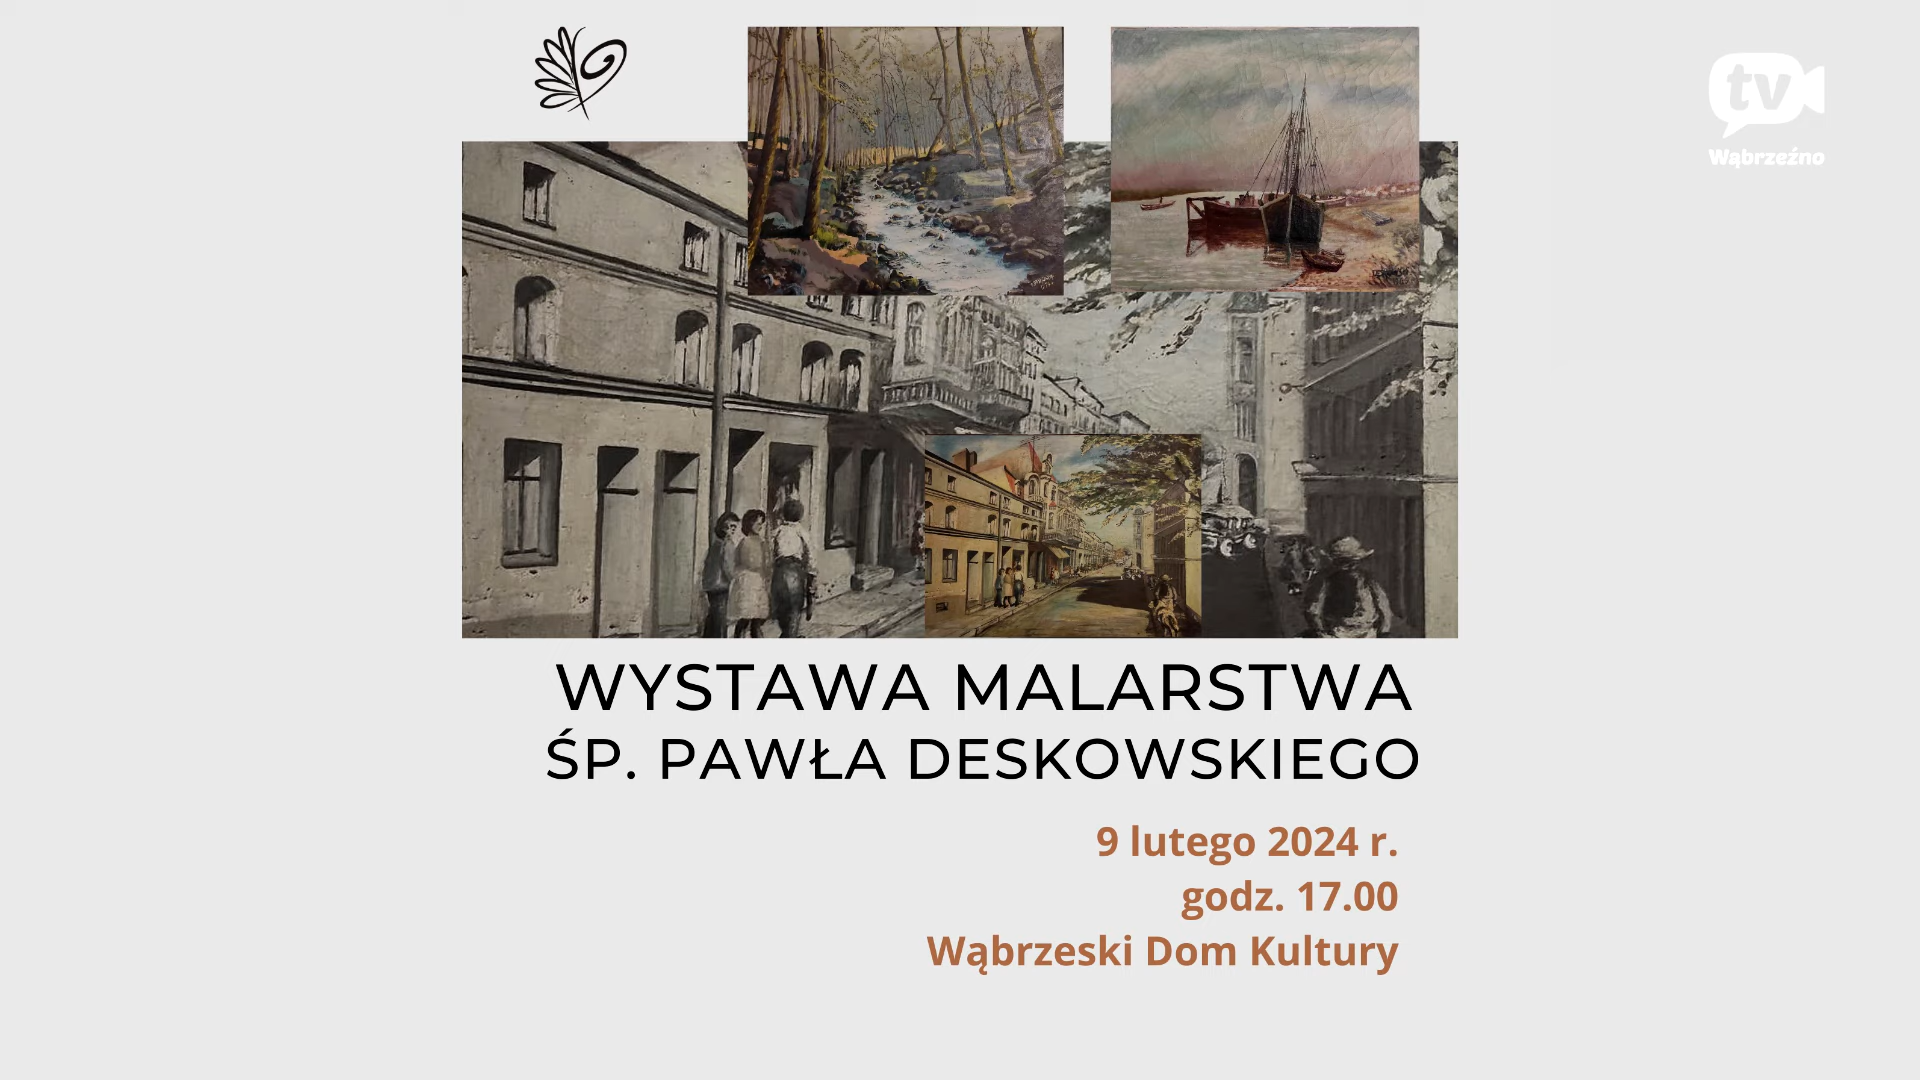 tv
Wąbrzeźno
WYSTAWA MALARSTWA
ŚP. PAWŁA DESKOWSKIEGO
9 lutego 2024 r.
godz. 17.00
Wąbrzeski Dom Kultury